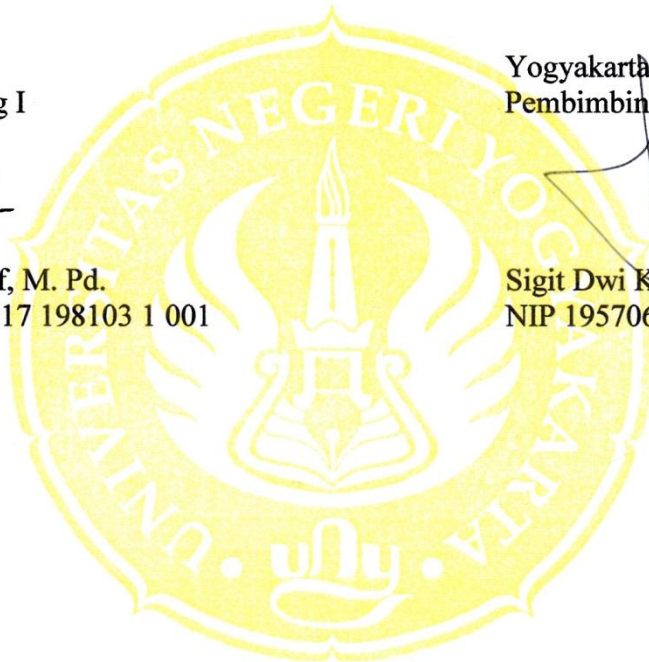 Yogyakarta
g I Pembimbin
f, M. Pd. Sigit Dwi K
17 198103 1 001 NIP 195706
UNIVERSITAS NEGERI YOGYAKARTA
uny